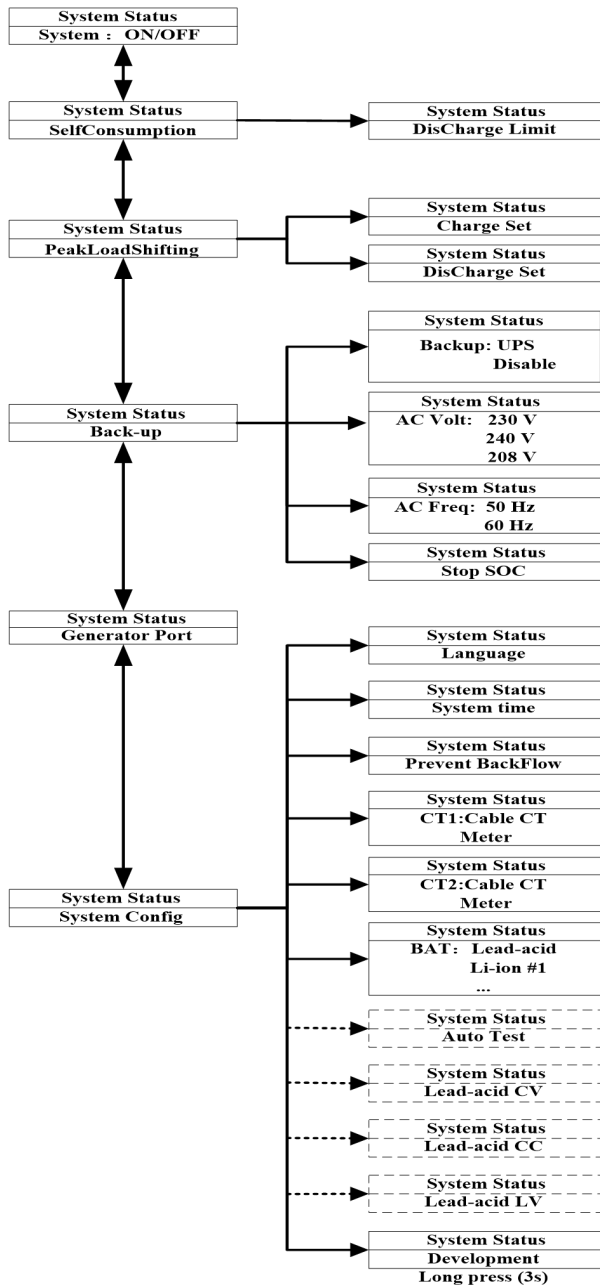 System Status
System： ON/OFF
System Status
SelfConsumption
System Status
DisCharge Limit
System Status
PeakLoadShifting
System Status
Charge Set
System Status
DisCharge Set
System Status
Back-up
System Status
Backup: UPS
Disable
System Status
AC Volt: 230 V
240 V
208 V
System Status
AC Freq: 50 Hz
60 Hz
System Status
Stop SOC
System Status
Generator Port
System Status
System Config
System Status
Language
System Status
System time
System Status
Prevent BackFlow
System Status
CT1:Cable CT
Meter
System Status
CT2:Cable CT
Meter
System Status
BAT： Lead-acid
Li-ion #1
...
System Status
Auto Test
System Status
Lead-acid CV
System Status
Lead-acid CC
System Status
Lead-acid LV
System Status
Development
Long press (3s)